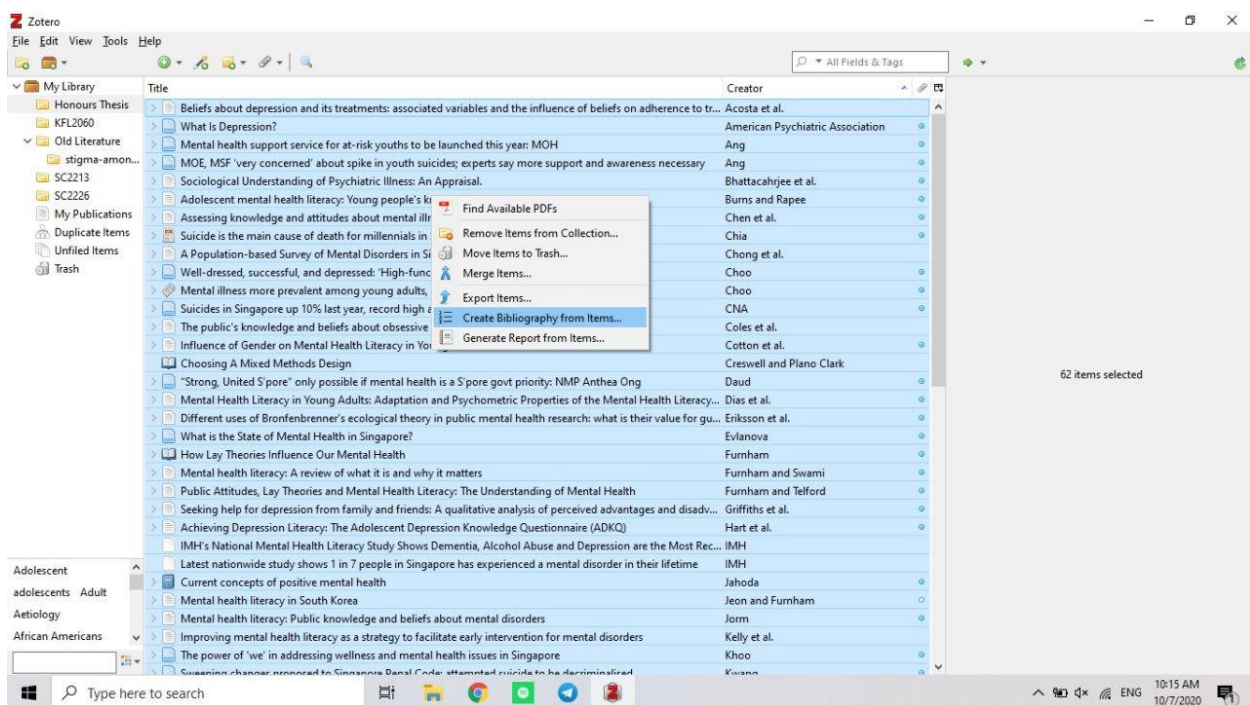 Zotero
File Edit View Tools Help
All Fields & Tags
My Library
Honours Thesis
KFL2060
Old Literature
stigma-amon...
SC2213
SC2226
My Publications
Duplicate Items
Unfiled Items
Trash
Title Creator
Beliefs about depression and its treatments: associated variables and the influence of beliefs on adherence to tr... Acosta et al.
What Is Depression? American Psychiatric Association
Mental health support service for at-risk youths to be launched this year: MOH Ang
MOE, MSF 'very concerned' about spike in youth suicides; experts say more support and awareness necessary Ang
Sociological Understanding of Psychiatric Illness: An Appraisal. Bhattacahrjee et al.
Adolescent mental health literacy: Young people's Burns and Rapee
Assessing knowledge and attitudes about mental Chen et al.
Suicide is the main cause of death for millennials in Chia
A Population-based Survey of Mental Disorders in Si Chong et al.
Well-dressed, successful, and depressed: 'High-func Choo
Mental illness more prevalent among young adults, Choo
Suicides in Singapore up 10% last year, record high CNA
The public's knowledge and beliefs about obsessive Coles et al.
Influence of Gender on Mental Health Literacy in Cotton et al.
Choosing A Mixed Methods Design Creswell and Plano Clark
"Strong, United S'pore" only possible if mental health is a S'pore govt priority: NMP Anthea Ong Daud
Mental Health Literacy in Young Adults: Adaptation and Psychometric Properties of the Mental Health Literacy... Dias et al.
Different uses of Bronfenbrenner's ecological theory in public mental health research: what is their value for gu... Eriksson et al.
What is the State of Mental Health in Singapore? Evlanova
How Lay Theories Influence Our Mental Health Furnham
Mental health literacy: A review of what it is and why it matters Furnham and Swami
Public Attitudes, Lay Theories and Mental Health Literacy: The Understanding of Mental Health Furnham and Telford
Seeking help for depression from family and friends: A qualitative analysis of perceived advantages and disadv... Griffiths et al.
Achieving Depression Literacy: The Adolescent Depression Knowledge Questionnaire (ADKQ) Hart et al.
IMH's National Mental Health Literacy Study Shows Dementia, Alcohol Abuse and Depression are the Most Rec... IMH
Latest nationwide study shows 1 in 7 people in Singapore has experienced a mental disorder in their lifetime IMH
Current concepts of positive mental health Jahoda
Mental health literacy in South Korea Jeon and Furnham
Mental health literacy: Public knowledge and beliefs about mental disorders Jorm
Improving mental health literacy as a strategy to facilitate early intervention for mental disorders Kelly et al.
The power of 'we' in addressing wellness and mental health issues in Singapore Khoo
Sweeping changes proposed to Singapore Penal Code: attempted suicide to be decriminalised Kwang
Find Available PDFs
Remove Items from Collection...
Move Items to Trash...
Merge Items...
Export Items...
Create Bibliography from Items...
Generate Report from Items...
62 items selected
Adolescent
adolescents Adult
Aetiology
African Americans
Type here to search
ENG
10:15 AM
10/7/2020